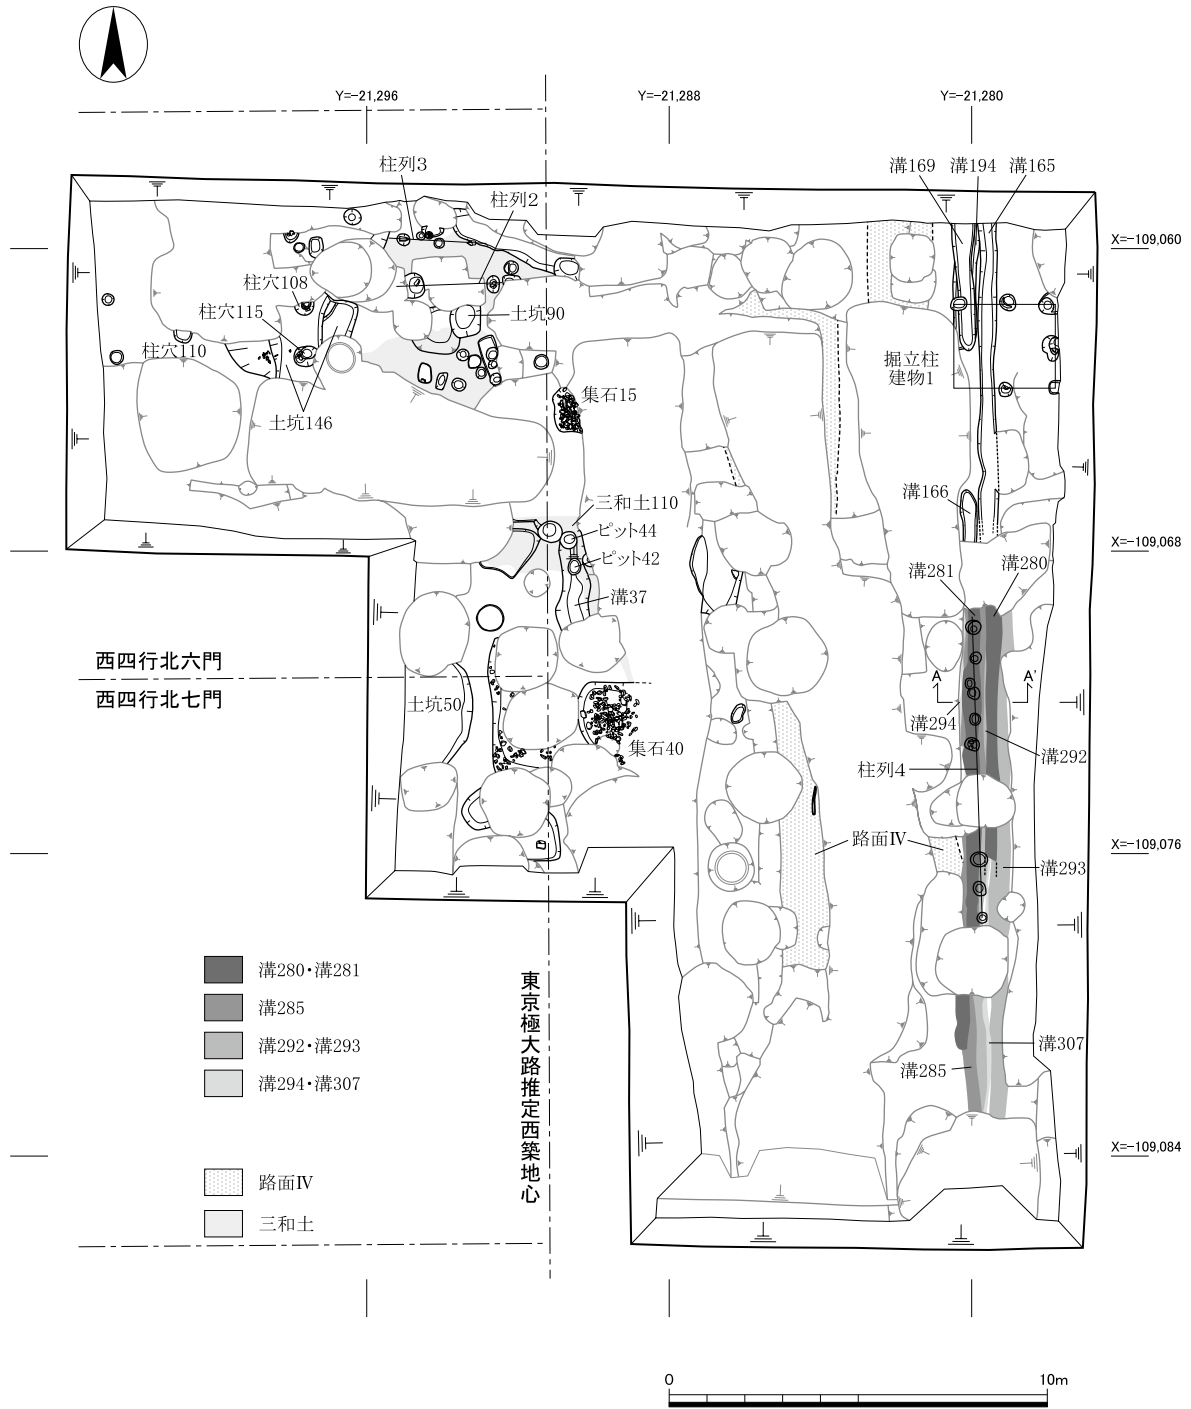 Y=−21,296
Y=−21,288
Y=−21,280
柱列3
柱列2
溝169
溝194
溝165
X=−109,060
柱穴108
柱穴115
土坑90
柱穴110
掘立柱
建物1
集石15
土坑146
溝166
三和土110
ピット44
X=−109,068
ピット42
溝281
溝280
溝37
西四行北六門
西四行北七門
A
A'
土坑50
溝294
集石40
溝292
柱列4
路面Ⅳ
X=−109,076
溝293
溝280・溝281
溝285
溝292・溝293
溝294・溝307
東京極大路推定西築地心
溝307
溝285
X=−109,084
路面Ⅳ
三和土
0
10m